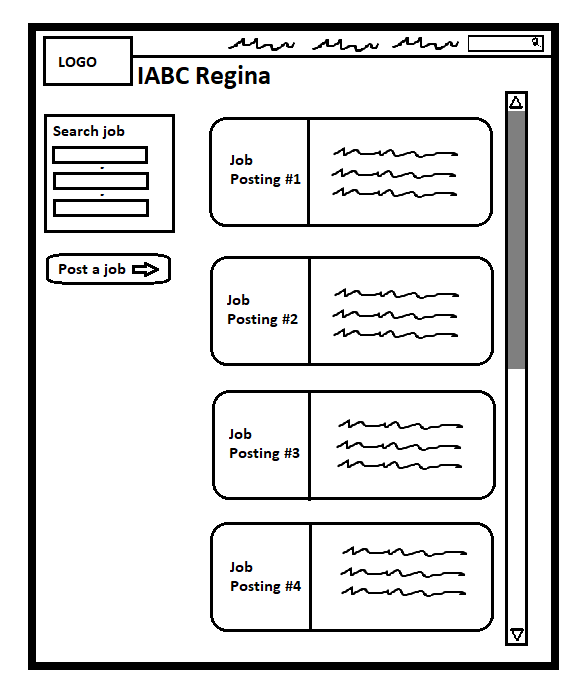 LOGO
IABC Regina
Search job
Post a job
Job
Posting #1
Job
Posting #2
Job
Posting #3
Job
Posting #4